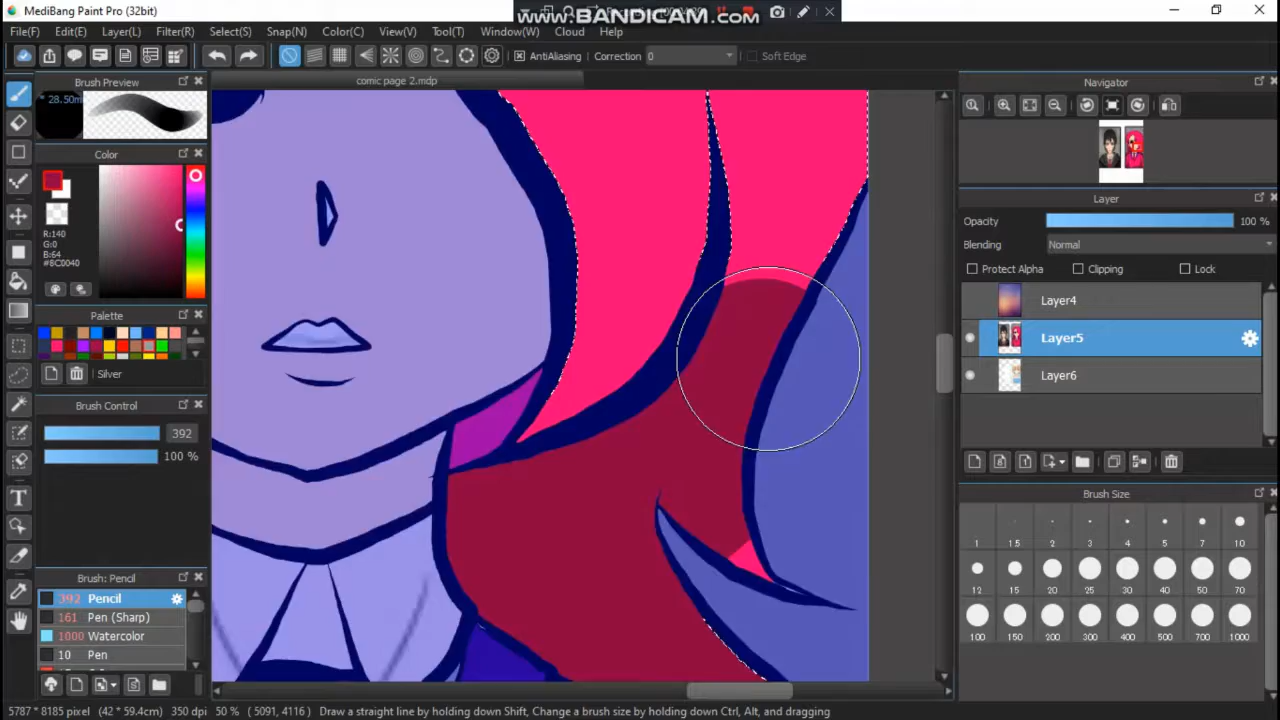 MediBang Paint Pro (32bit)
www.BANDICAM.com
File(F) Edit(E) Layer(L) Filter(R) Select(S) Snap(N) Color(C) View(V) Tool(T) Window(W) Cloud Help
AntiAliasing Correction 0 Soft Edge
Brush Preview
comic page 2.mdp
Navigator
* 28.50m
Color
R:140
G:0
B:64
#8C0040
Layer
Opacity 100 %
Blending Normal
Protect Alpha Clipping Lock
Layer4
Layer5
Layer6
Palette
Silver
Brush Control
392
100 %
Brush Size
1 1.5 2 3 4 5 7 10
12 15 20 25 30 40 50 70
100 150 200 300 400 500 700 1000
Brush: Pencil
392 Pencil
161 Pen (Sharp)
1000 Watercolor
10 Pen
5787 * 8185 pixel (42 * 59.4cm) 350 dpi 50 % (5091, 4116) Draw a straight line by holding down Shift, Change a brush size by holding down Ctrl, Alt, and dragging